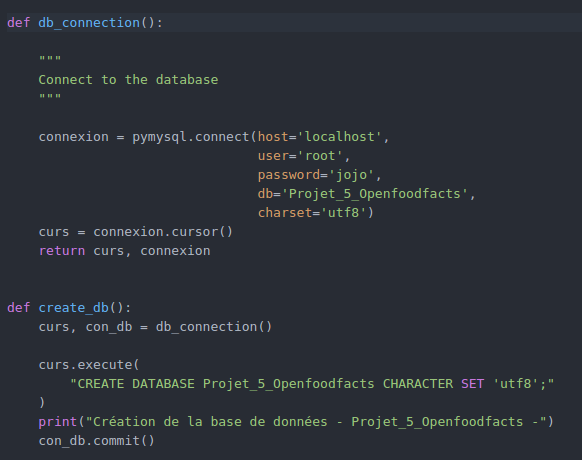 def db_connection():
    """
    Connect to the database
    """
    connexion = pymysql.connect(host='localhost',
                                user='root',
                                password='jojo',
                                db='Projet_5_Openfoodfacts',
                                charset='utf8')
    curs = connexion.cursor()
    return curs, connexion
def create_db():
    curs, con_db = db_connection()
    curs.execute(
        "CREATE DATABASE Projet_5_Openfoodfacts CHARACTER SET 'utf8';"
    )
    print("Création de la base de données - Projet_5_Openfoodfacts -")
    con_db.commit()